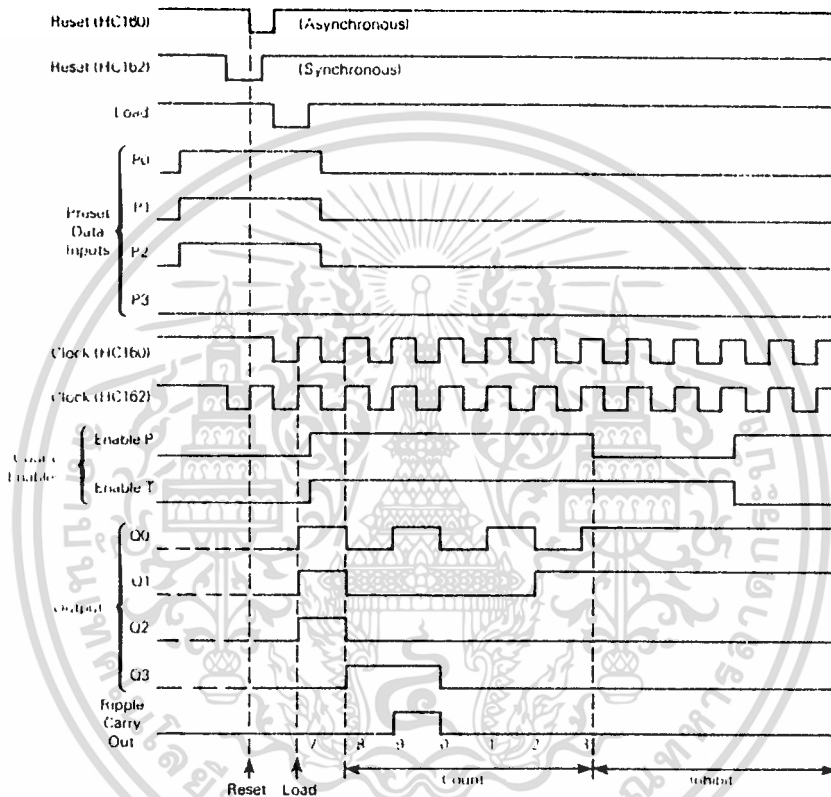 Reset (HC160)
(Asynchronous)
Reset (HC162)
(Synchronous)
Load
P0
P1
P2
P3
Preset
Data
Inputs
Clock (HC160)
Clock (HC162)
Enable P
Enable T
Enable
Q0
Q1
Q2
Q3
Output
Ripple
Carry
Out
7 8 9 0 1 2 3
Reset Load
Count
Inhibit